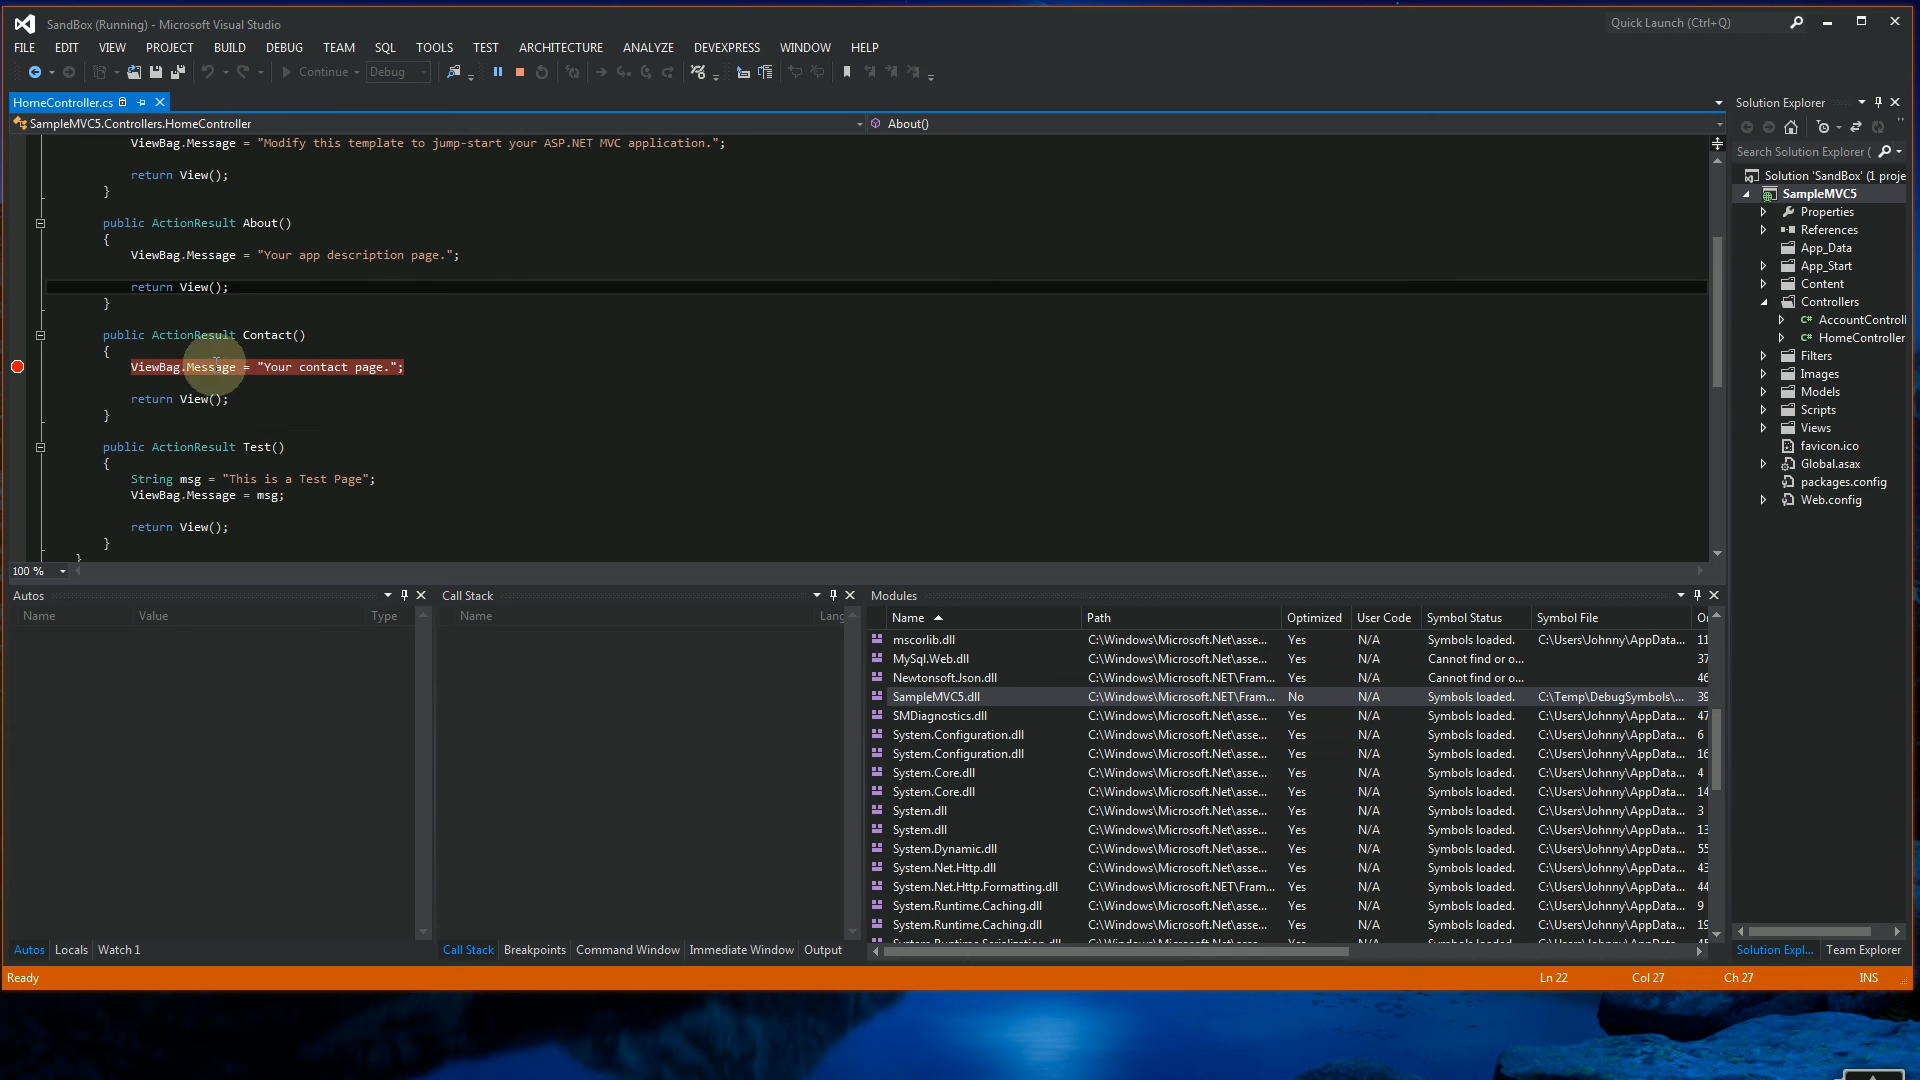 SandBox (Running) - Microsoft Visual Studio
Quick Launch (Ctrl+Q)
FILE EDIT VIEW PROJECT BUILD DEBUG TEAM SQL TOOLS TEST ARCHITECTURE ANALYZE DEVEXPRESS WINDOW HELP
Continue Debug
HomeController.cs
SampleMVC5.Controllers.HomeController
About()
ViewBag.Message = "Modify this template to jump-start your ASP.NET MVC application.";
return View();
}
public ActionResult About()
{
ViewBag.Message = "Your app description page.";
return View();
}
public ActionResult Contact()
{
ViewBag.Message = "Your contact page.";
return View();
}
public ActionResult Test()
{
String msg = "This is a Test Page";
ViewBag.Message = msg;
return View();
}
}
100 %
Solution Explorer
Search Solution Explorer (
Solution 'SandBox' (1 proje
SampleMVC5
Properties
References
App_Data
App_Start
Content
Controllers
C# AccountControll
C# HomeController
Filters
Images
Models
Scripts
Views
favicon.ico
Global.asax
packages.config
Web.config
Solution Expl... Team Explorer
Autos
Name Value Type
Autos Locals Watch 1
Call Stack
Name Lang
Call Stack Breakpoints Command Window Immediate Window Output
Modules
Name Path Optimized User Code Symbol Status Symbol File
mscorlib.dll C:\Windows\Microsoft.Net\asse... Yes N/A Symbols loaded. C:\Users\Johnny\AppData... 11
MySql.Web.dll C:\Windows\Microsoft.Net\asse... Yes N/A Cannot find or o... 37
Newtonsoft.Json.dll C:\Windows\Microsoft.NET\Fram... Yes N/A Cannot find or o... 46
SampleMVC5.dll C:\Windows\Microsoft.NET\Fram... No N/A Symbols loaded. C:\Temp\DebugSymbols\... 39
SMDiagnostics.dll C:\Windows\Microsoft.Net\asse... Yes N/A Symbols loaded. C:\Users\Johnny\AppData... 47
System.Configuration.dll C:\Windows\Microsoft.Net\asse... Yes N/A Symbols loaded. C:\Users\Johnny\AppData... 6
System.Configuration.dll C:\Windows\Microsoft.Net\asse... Yes N/A Symbols loaded. C:\Users\Johnny\AppData... 16
System.Core.dll C:\Windows\Microsoft.Net\asse... Yes N/A Symbols loaded. C:\Users\Johnny\AppData... 4
System.Core.dll C:\Windows\Microsoft.Net\asse... Yes N/A Symbols loaded. C:\Users\Johnny\AppData... 14
System.dll C:\Windows\Microsoft.Net\asse... Yes N/A Symbols loaded. C:\Users\Johnny\AppData... 3
System.dll C:\Windows\Microsoft.Net\asse... Yes N/A Symbols loaded. C:\Users\Johnny\AppData... 13
System.Dynamic.dll C:\Windows\Microsoft.Net\asse... Yes N/A Symbols loaded. C:\Users\Johnny\AppData... 55
System.Net.Http.dll C:\Windows\Microsoft.Net\asse... Yes N/A Symbols loaded. C:\Users\Johnny\AppData... 43
System.Net.Http.Formatting.dll C:\Windows\Microsoft.NET\Fram... Yes N/A Symbols loaded. C:\Users\Johnny\AppData... 44
System.Runtime.Caching.dll C:\Windows\Microsoft.Net\asse... Yes N/A Symbols loaded. C:\Users\Johnny\AppData... 9
System.Runtime.Caching.dll C:\Windows\Microsoft.Net\asse... Yes N/A Symbols loaded. C:\Users\Johnny\AppData... 19
Ready
Ln 22 Col 27 Ch 27 INS